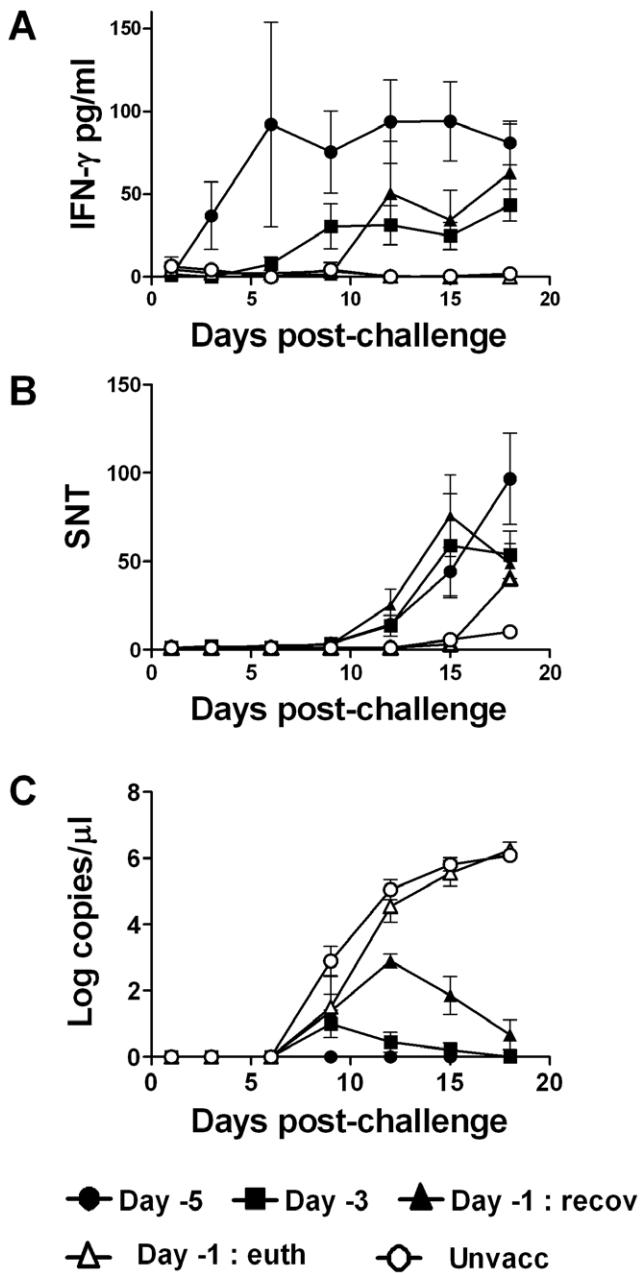 A
IFN-γ pg/ml
150
100
50
0
0 5 10 15 20
Days post-challenge
B
SNT
150
100
50
0
0 5 10 15 20
Days post-challenge
C
Log copies/µl
8
6
4
2
0
0 5 10 15 20
Days post-challenge
Day -5 Day -3 Day -1 : recov
Day -1 : euth Unvacc